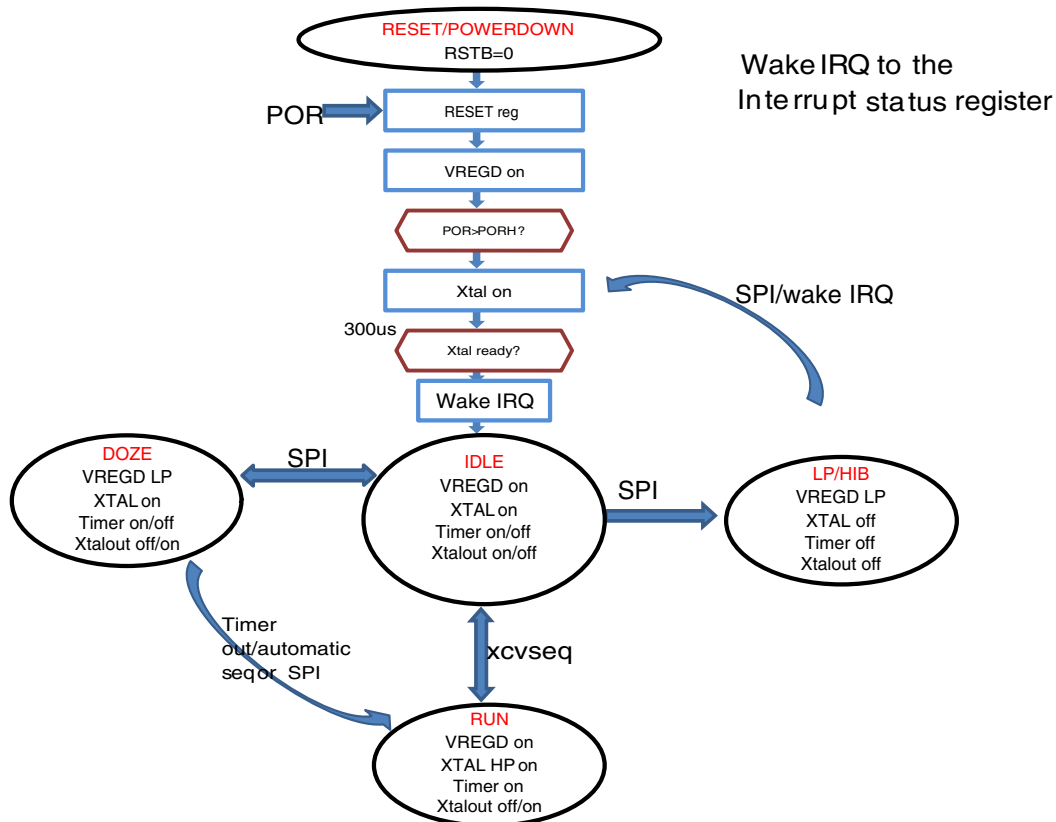 RESET/POWERDOWN
RSTB=0
Wake IRQ to the
Interrupt status register
POR
RESET reg
VREGD on
POR>PORH?
Xtal on
SPI/wake IRQ
300us
Xtal ready?
Wake IRQ
DOZE
VREGD LP
XTAL on
Timer on/off
Xtalout off/on
SPI
IDLE
VREGD on
XTAL on
Timer on/off
Xtalout on/off
SPI
LP/HIB
VREGD LP
XTAL off
Timer off
Xtalout off
Timer
out/automatic
seqor SPI
xcvseq
RUN
VREGD on
XTAL HP on
Timer on
Xtalout off/on